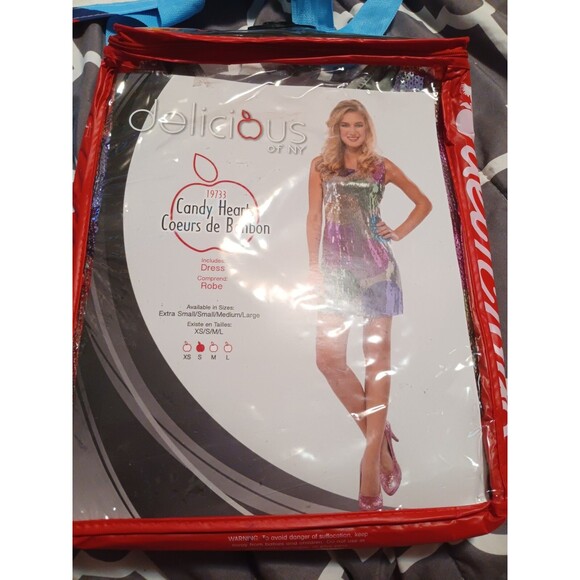 delicious
of NY
19733
Candy Heart
Coeurs de Bonbon
Includes:
Dress
Comprend:
Robe
Available in Sizes:
Extra Small/Small/Medium/Large
Existe en Tailles:
XS/S/M/L
XS S M L
WARNING: To avoid danger of suffocation, keep